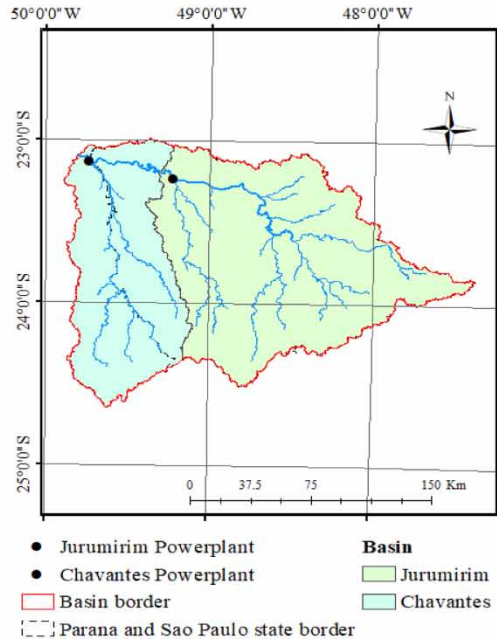 50°0'0"W 49°0'0"W 48°0'0"W
N
23°0'0"S
24°0'0"S
25°0'0"S
0 37.5 75 150 Km
Jurumirim Powerplant
Chavantes Powerplant
Basin border
Parana and Sao Paulo state border
Basin
Jurumirim
Chavantes